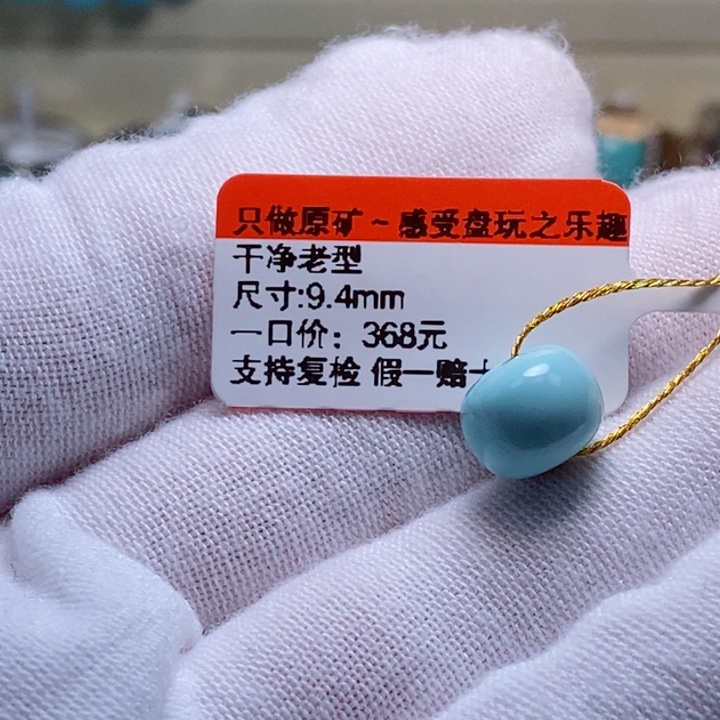 只做原矿~感受盘玩之乐趣
干净老型
尺寸:9.4mm
一口价：368元
支持复检 假一赔